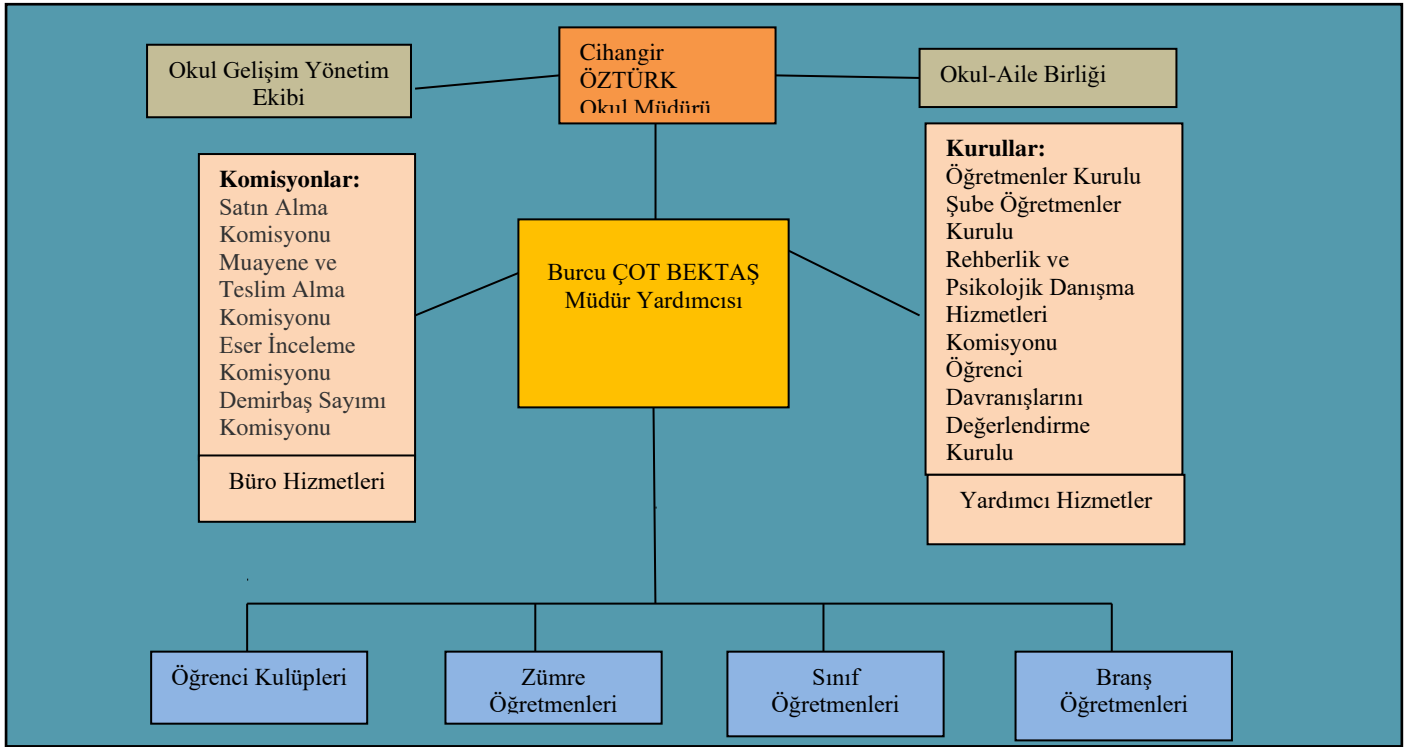 Okul Gelişim Yönetim
Ekibi
Cihangir
ÖZTÜRK
Okul Müdürü
Okul-Aile Birliği
Komisyonlar:
Satın Alma
Komisyonu
Muayene ve
Teslim Alma
Komisyonu
Eser İnceleme
Komisyonu
Demirbaş Sayımı
Komisyonu
Büro Hizmetleri
Burcu ÇOT BEKTAŞ
Müdür Yardımcısı
Kurullar:
Öğretmenler Kurulu
Şube Öğretmenler
Kurulu
Rehberlik ve
Psikolojik Danışma
Hizmetleri
Komisyonu
Öğrenci
Davranışlarını
Değerlendirme
Kurulu
Yardımcı Hizmetler
Öğrenci Kulüpleri
Zümre
Öğretmenleri
Sınıf
Öğretmenleri
Branş
Öğretmenleri